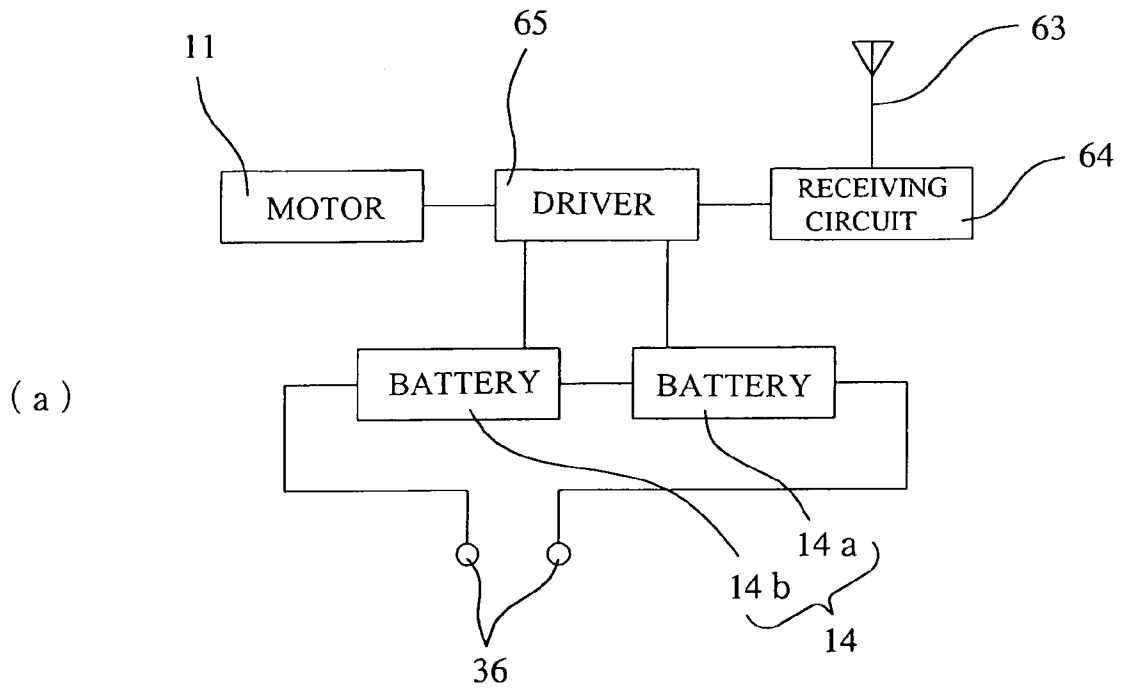 65
63
11
64
MOTOR
DRIVER
RECEIVING
CIRCUIT
(a)
BATTERY
BATTERY
14 a
14 b
14
36